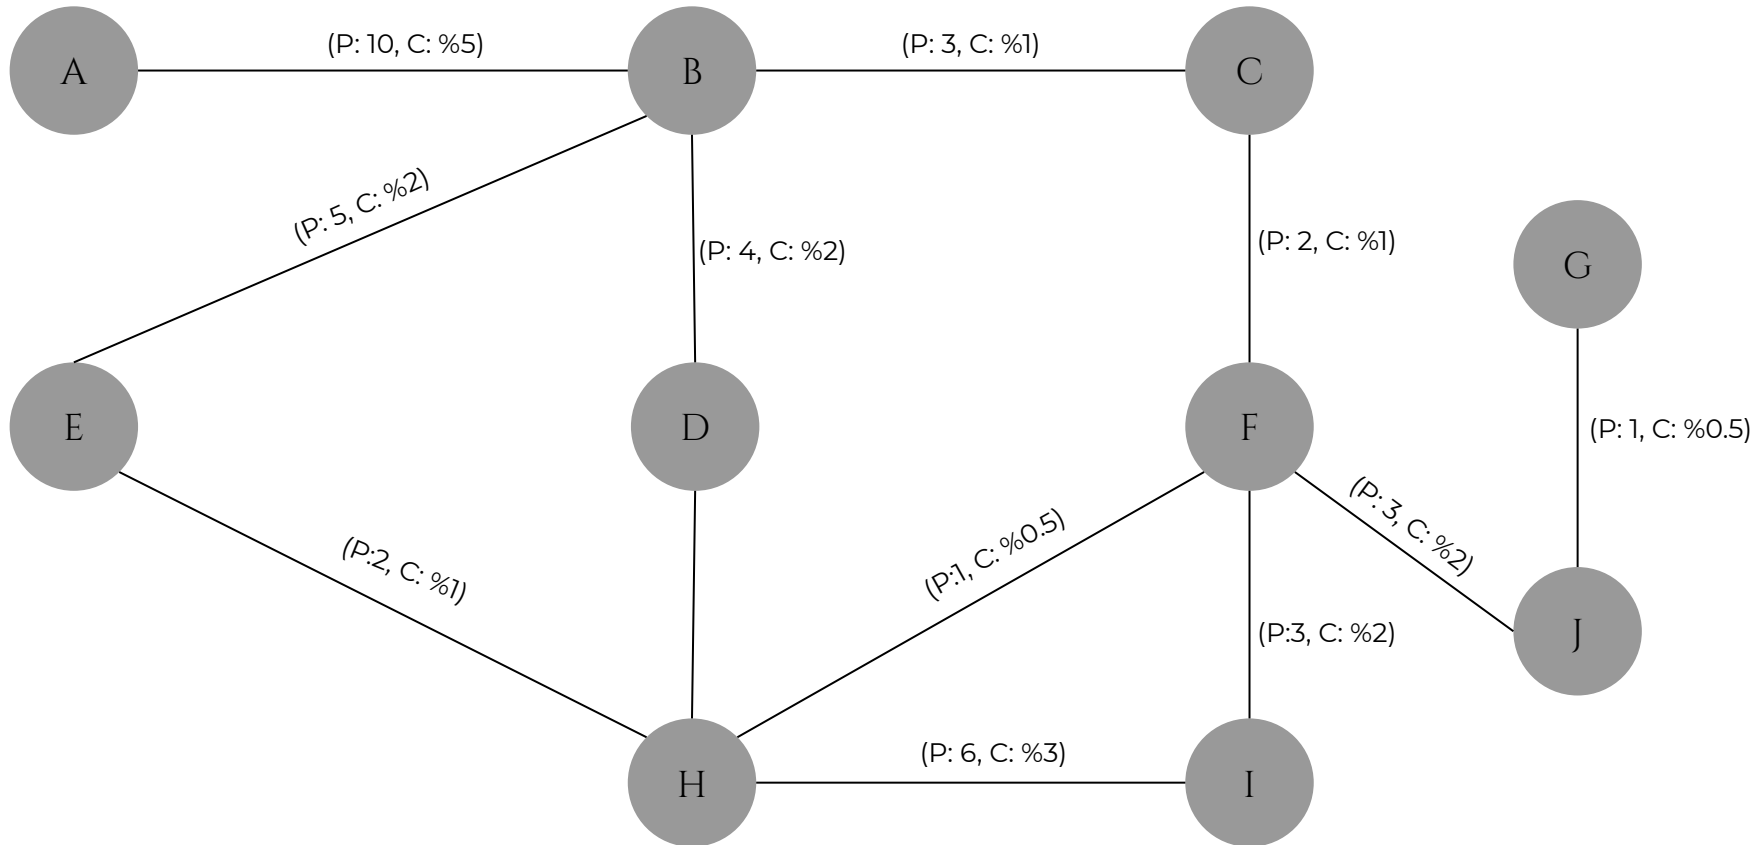 A
(P: 10, C: %5)
B
(P: 3, C: %1)
C
(P: 5, C: %2)
(P: 4, C: %2)
(P: 2, C: %1)
G
E
D
F
(P: 1, C: %0.5)
(P:2, C: %1)
(P:1, C: %0.5)
(P: 3, C: %2)
(P:3, C: %2)
J
(P: 6, C: %3)
H
I